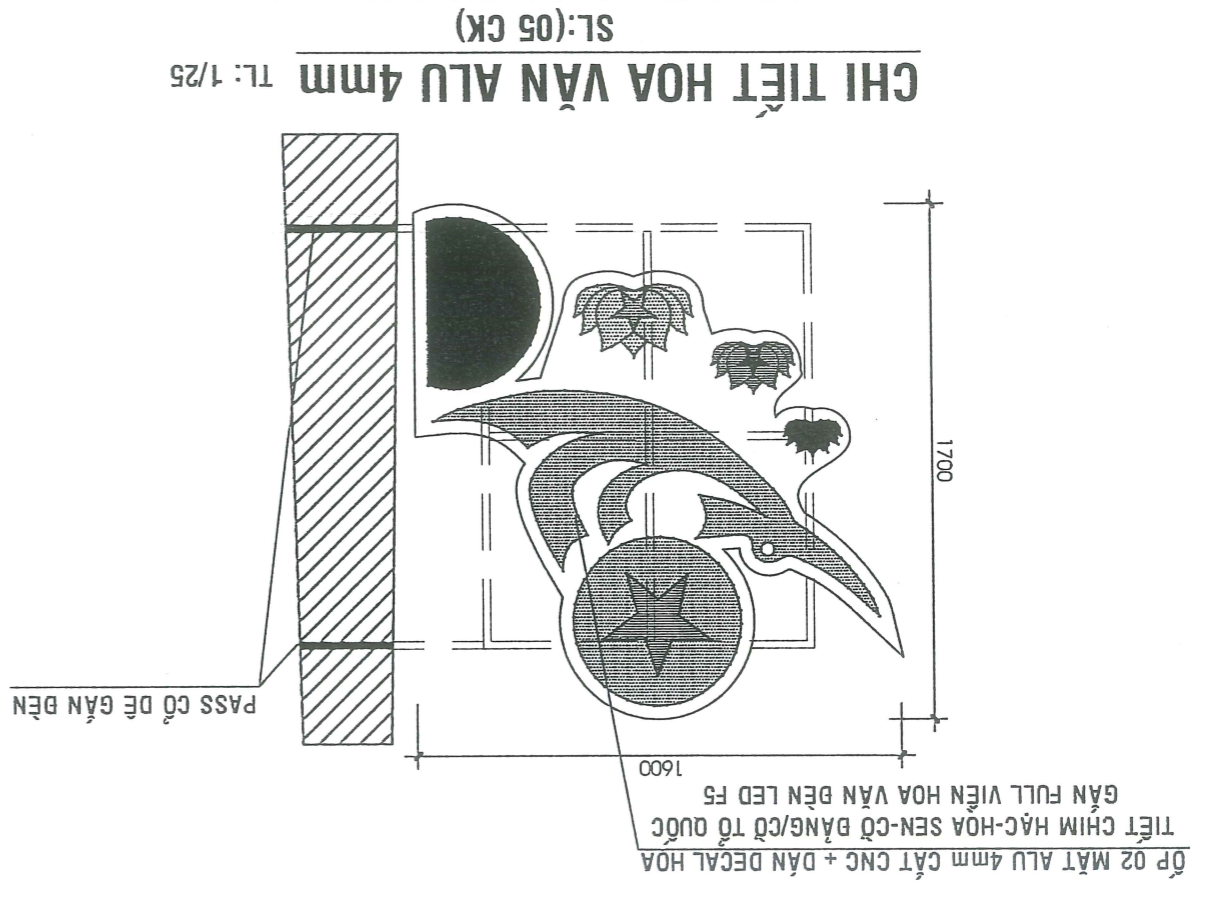 ỐP 02 MẶT ALU 4mm CẮT CNC + DÁN DECAL HOA
TIẾT CHIM HẠC-HOA SEN-CỜ ĐẢNG/CỜ TỔ QUỐC
GẮN FULL VIỀN HOA VĂN ĐÈN LED F5
1600
PASS CỔ DÊ GẮN ĐÈN
1700
CHI TIẾT HOA VĂN ALU 4mm TL: 1/25
SL:(05 CK)